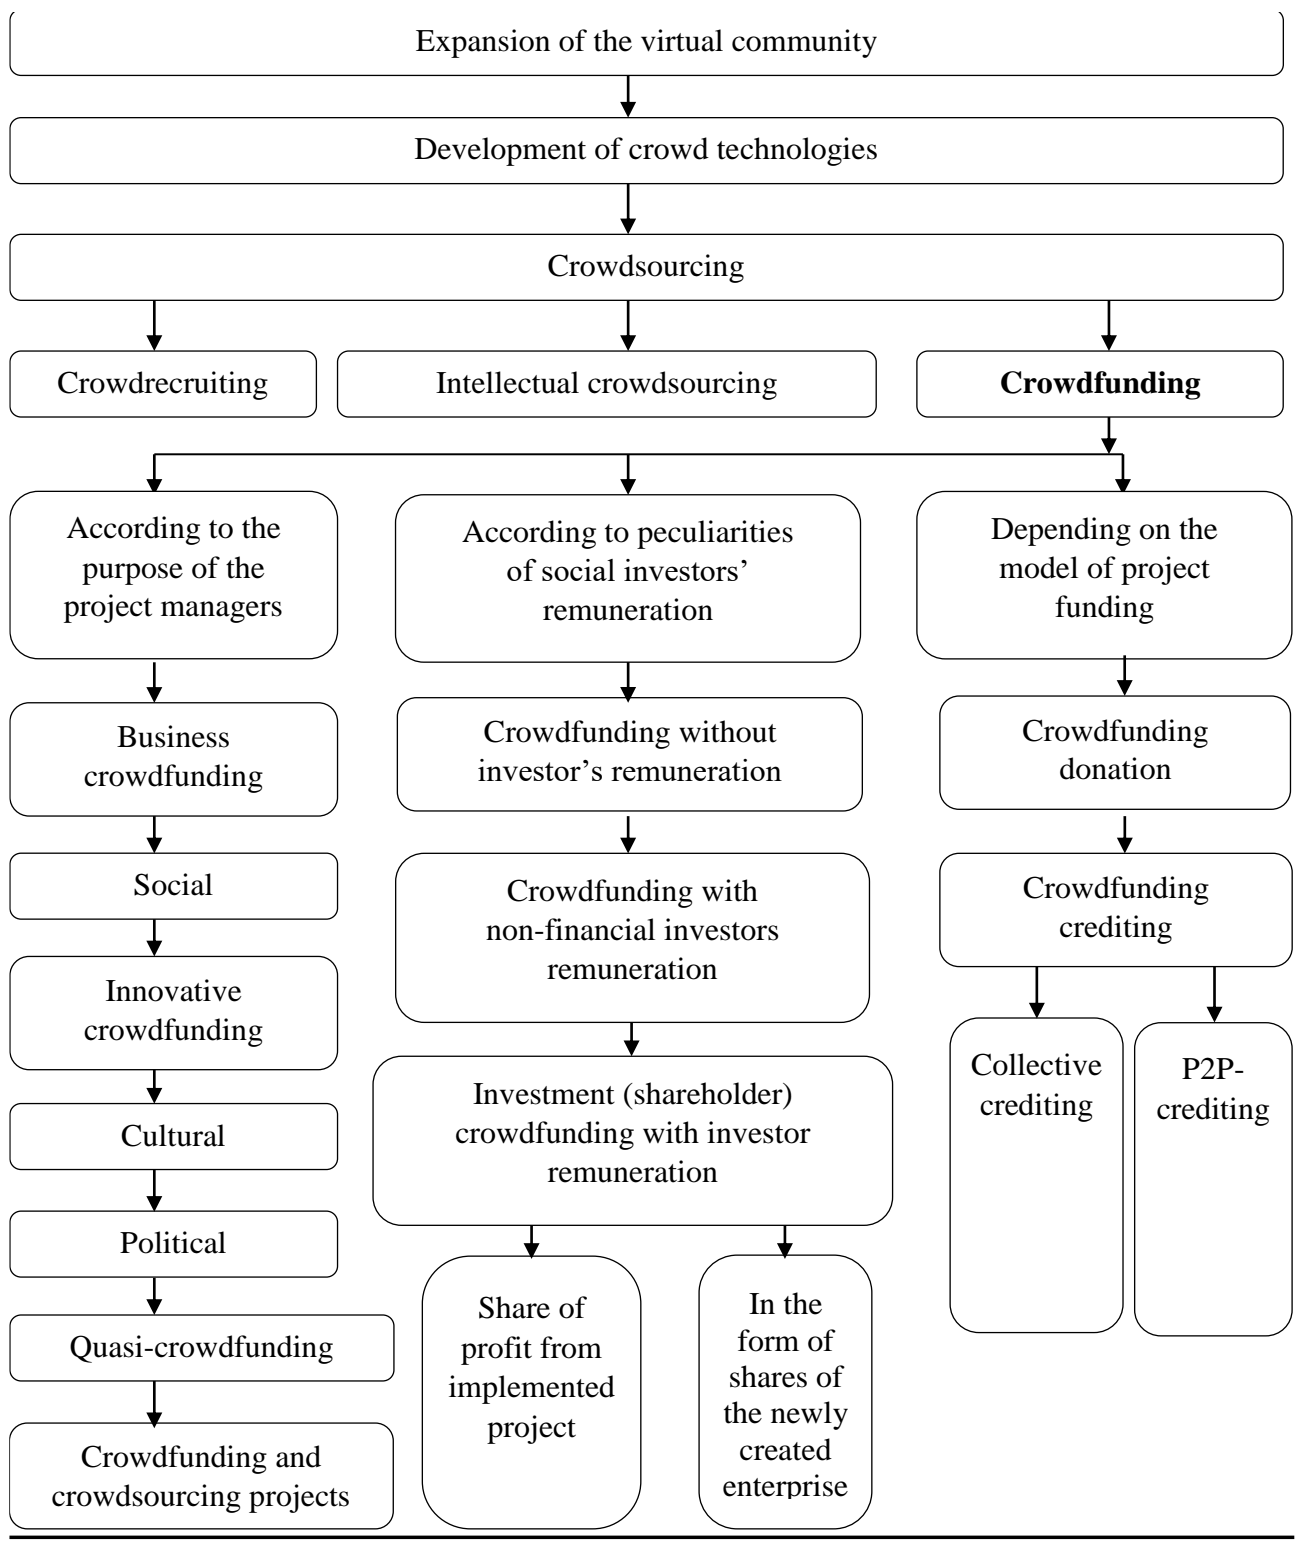 Expansion of the virtual community
Development of crowd technologies
Crowdsourcing
Crowdrecruiting
Intellectual crowdsourcing
Crowdfunding
According to the
purpose of the
project managers
According to peculiarities
of social investors’
remuneration
Depending on the
model of project
funding
Business
crowdfunding
Crowdfunding without
investor’s remuneration
Crowdfunding
donation
Social
Crowdfunding with
non-financial investors
remuneration
Crowdfunding
crediting
Innovative
crowdfunding
Collective
crediting
P2P-
crediting
Investment (shareholder)
crowdfunding with investor
remuneration
Cultural
Political
Share of
profit from
implemented
project
In the
form of
shares of
the newly
created
enterprise
Quasi-crowdfunding
Crowdfunding and
crowdsourcing projects